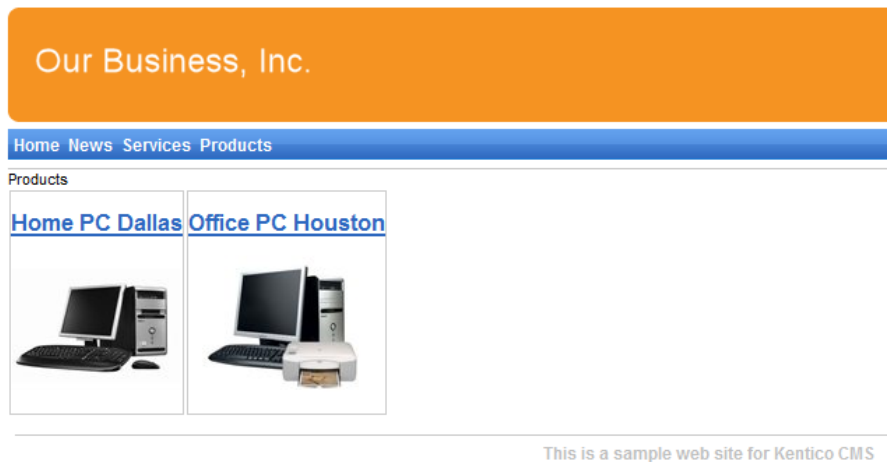 Our Business, Inc.
Home News Services Products
Products
Home PC Dallas Office PC Houston
This is a sample web site for Kentico CMS